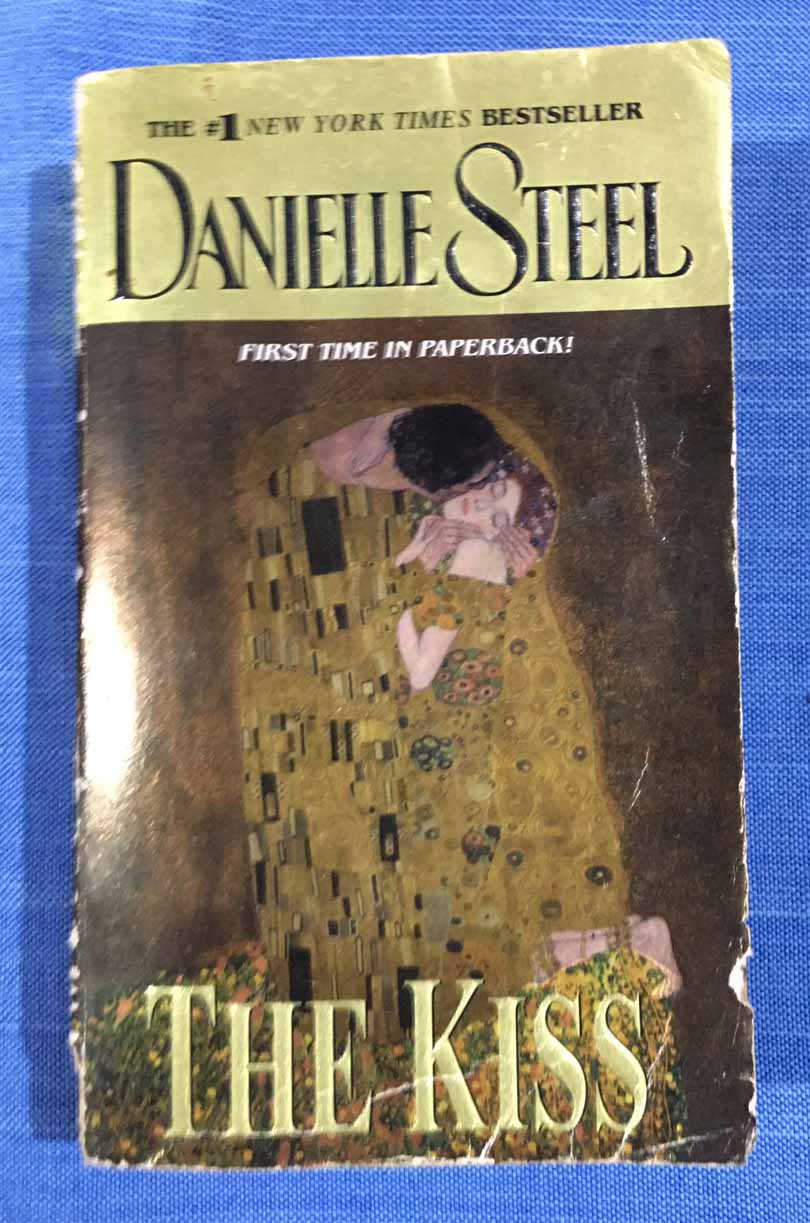 THE #1 NEW YORK TIMES BESTSELLER
DANIELLE STEEL
FIRST TIME IN PAPERBACK!
THE KISS